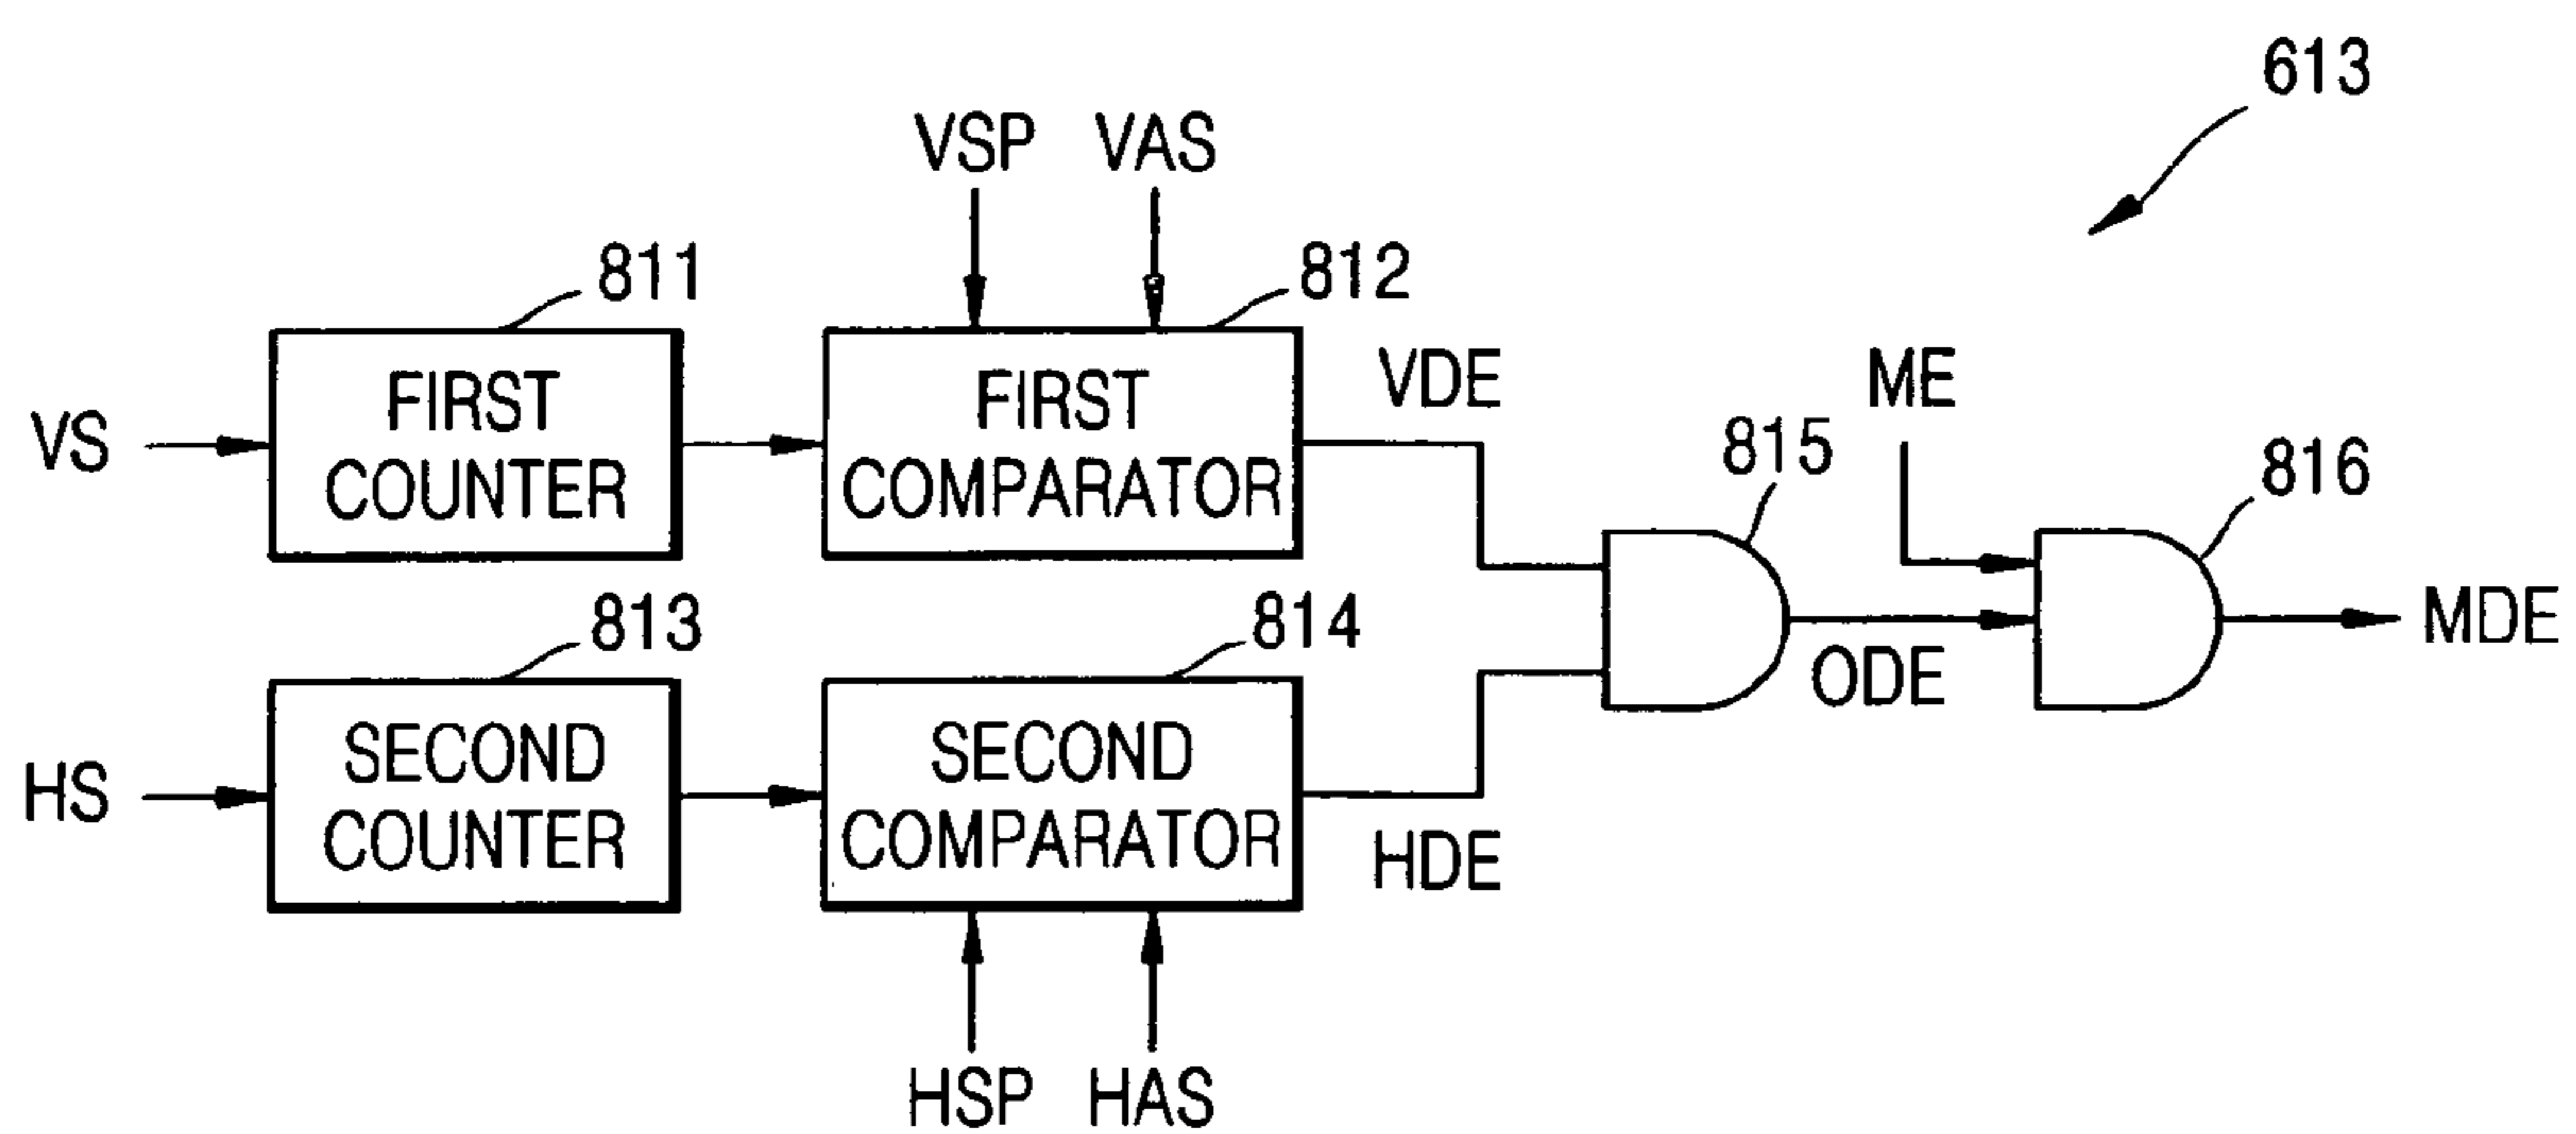 613
VSP VAS
811
812
VS
FIRST
COUNTER
FIRST
COMPARATOR
VDE
ME
815
816
813
814
MDE
ODE
HS
SECOND
COUNTER
SECOND
COMPARATOR
HDE
HSP HAS